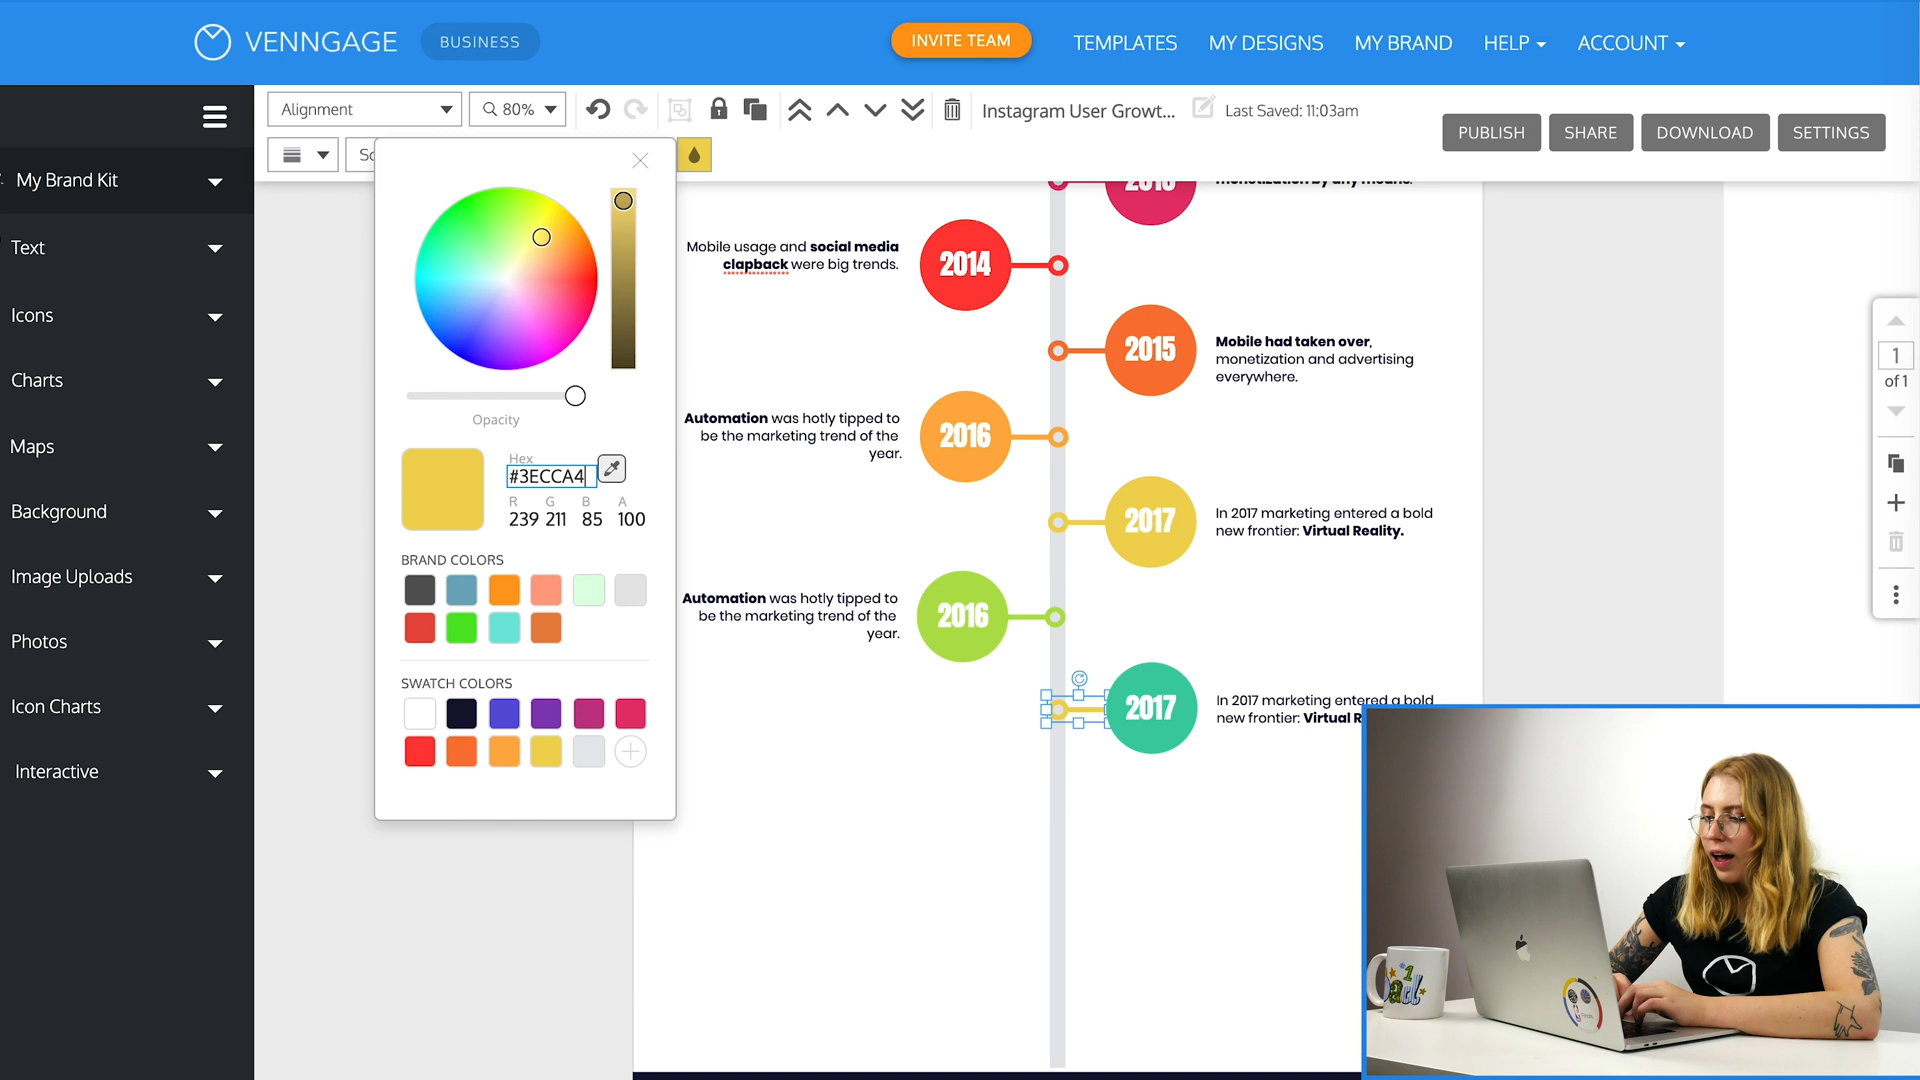 VENNGAGE
BUSINESS
INVITE TEAM
TEMPLATES
MY DESIGNS
MY BRAND
HELP
ACCOUNT
Alignment
80%
Instagram User Growt...
Last Saved: 11:03am
PUBLISH
SHARE
DOWNLOAD
SETTINGS
My Brand Kit
Text
Icons
Charts
Maps
Background
Image Uploads
Photos
Icon Charts
Interactive
Opacity
Hex
#3ECCA4
R G B A
239 211 85 100
BRAND COLORS
SWATCH COLORS
Mobile usage and social media
clapback were big trends.
2014
2015
Mobile had taken over,
monetization and advertising
everywhere.
Automation was hotly tipped to
be the marketing trend of the
year.
2016
2017
In 2017 marketing entered a bold
new frontier: Virtual Reality.
Automation was hotly tipped to
be the marketing trend of the
year.
2016
2017
In 2017 marketing entered a bold
new frontier: Virtual R
1
of 1
#1